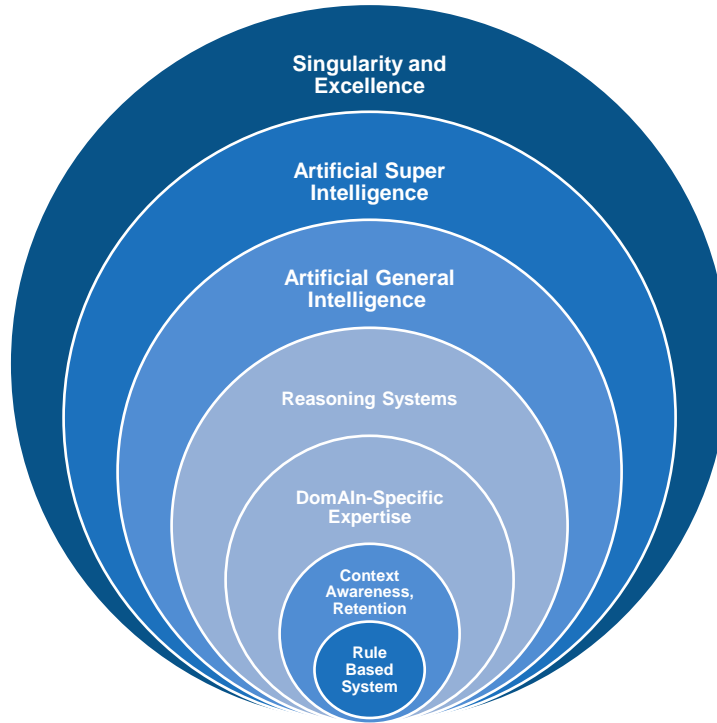 Singularity and
Excellence
Artificial Super
Intelligence
Artificial General
Intelligence
Reasoning Systems
DomAIn-Specific
Expertise
Context
Awareness,
Retention
Rule
Based
System